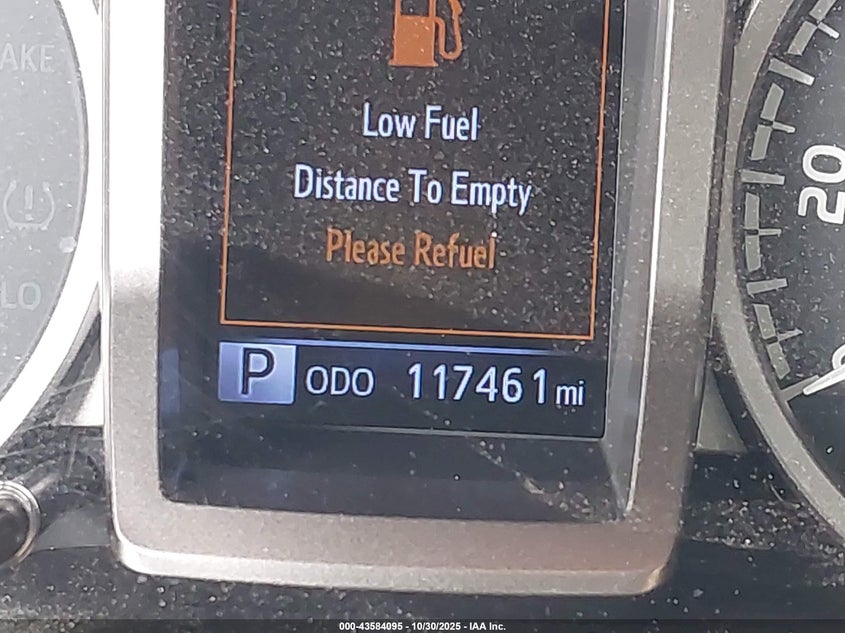 AKE
Low Fuel
Distance To Empty
Please Refuel
LO
P ODO 117461 mi
20
000-43584095 - 10/30/2025 - IAA Inc.